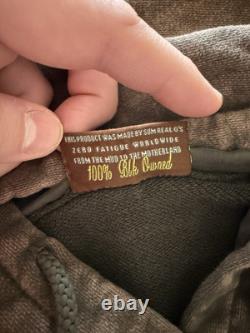 THIS PRODUCT WAS MADE BY SUM REAL G'S
ZERO FATIGUE WORLDWIDE
FROM THE MUD TO THE MOTHERLAND
100% Blk Owned
ebay